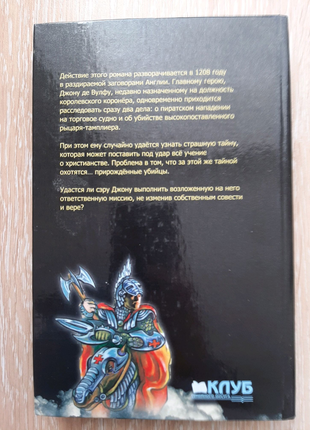 Действие этого романа разворачивается в 1208 году
в раздираемой заговорами Англии. Главному герою,
Джону де Вулфу, недавно назначенному на должность
королевского коронёра, одновременно приходится
расследовать сразу два дела: о пиратском нападении
на торговое судно и об убийстве высокопоставленного
рыцаря-тамплиера.
При этом ему случайно удаётся узнать страшную тайну,
которая может поставить под удар всё учение
о христианстве. Проблема в том, что за этой же тайной
охотятся... прирождённые убийцы.
Удастся ли сэру Джону выполнить возложенную на него
ответственную миссию, не изменив собственным совести
и вере?
КЛУБ